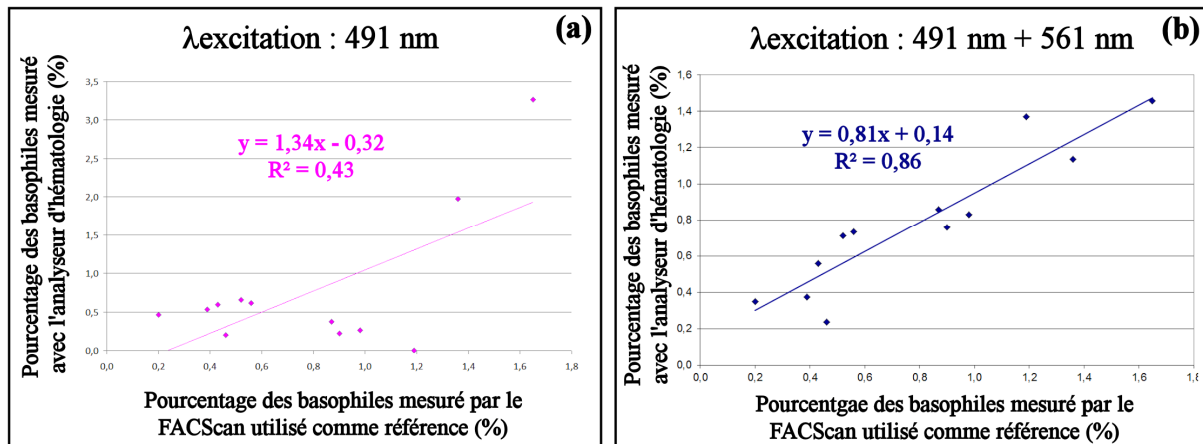 λexcitation : 491 nm
(a)
Pourcentage des basophiles mesuré
avec l'analyseur d'hématologie (%)
3,5
3,0
2,5
2,0
1,5
1,0
0,5
0,0
y = 1,34x - 0,32
R² = 0,43
0,0 0,2 0,4 0,6 0,8 1,0 1,2 1,4 1,6 1,8
Pourcentage des basophiles mesuré par le
FACScan utilisé comme référence (%)
λexcitation : 491 nm + 561 nm
(b)
Pourcentage des basophiles mesuré
avec l'analyseur d'hématologie (%)
1,6
1,4
1,2
1,0
0,8
0,6
0,4
0,2
0,0
y = 0,81x + 0,14
R² = 0,86
0,0 0,2 0,4 0,6 0,8 1,0 1,2 1,4 1,6 1,8
Pourcentgae des basophiles mesuré par le
FACScan utilisé comme référence (%)